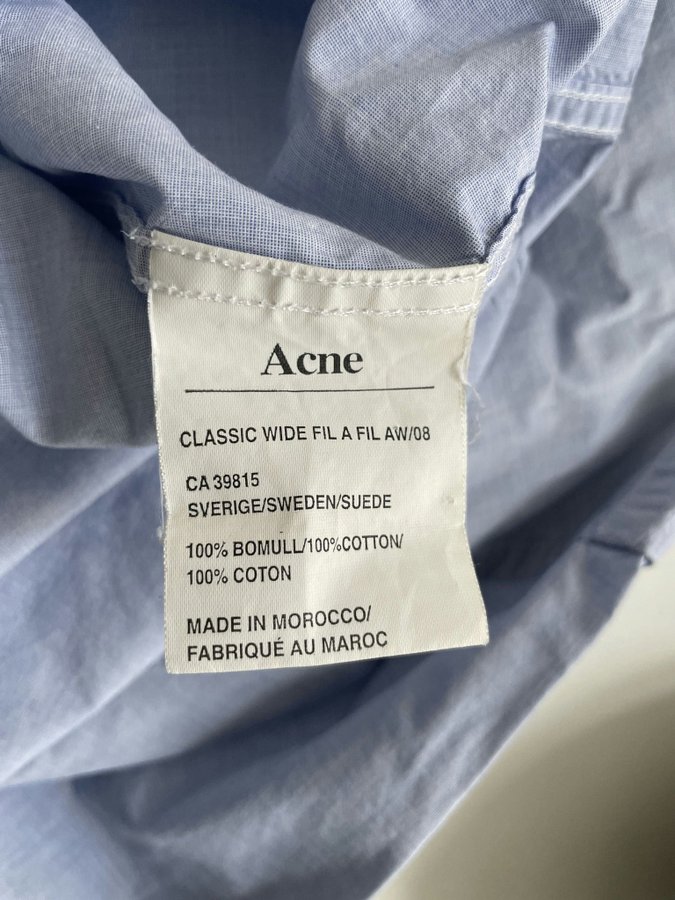 Acne
CLASSIC WIDE FIL A FIL AW/08
CA 39815
SVERIGE/SWEDEN/SUEDE
100% BOMULL/100%COTTON/
100% COTON
MADE IN MOROCCO/
FABRIQUÉ AU MAROC